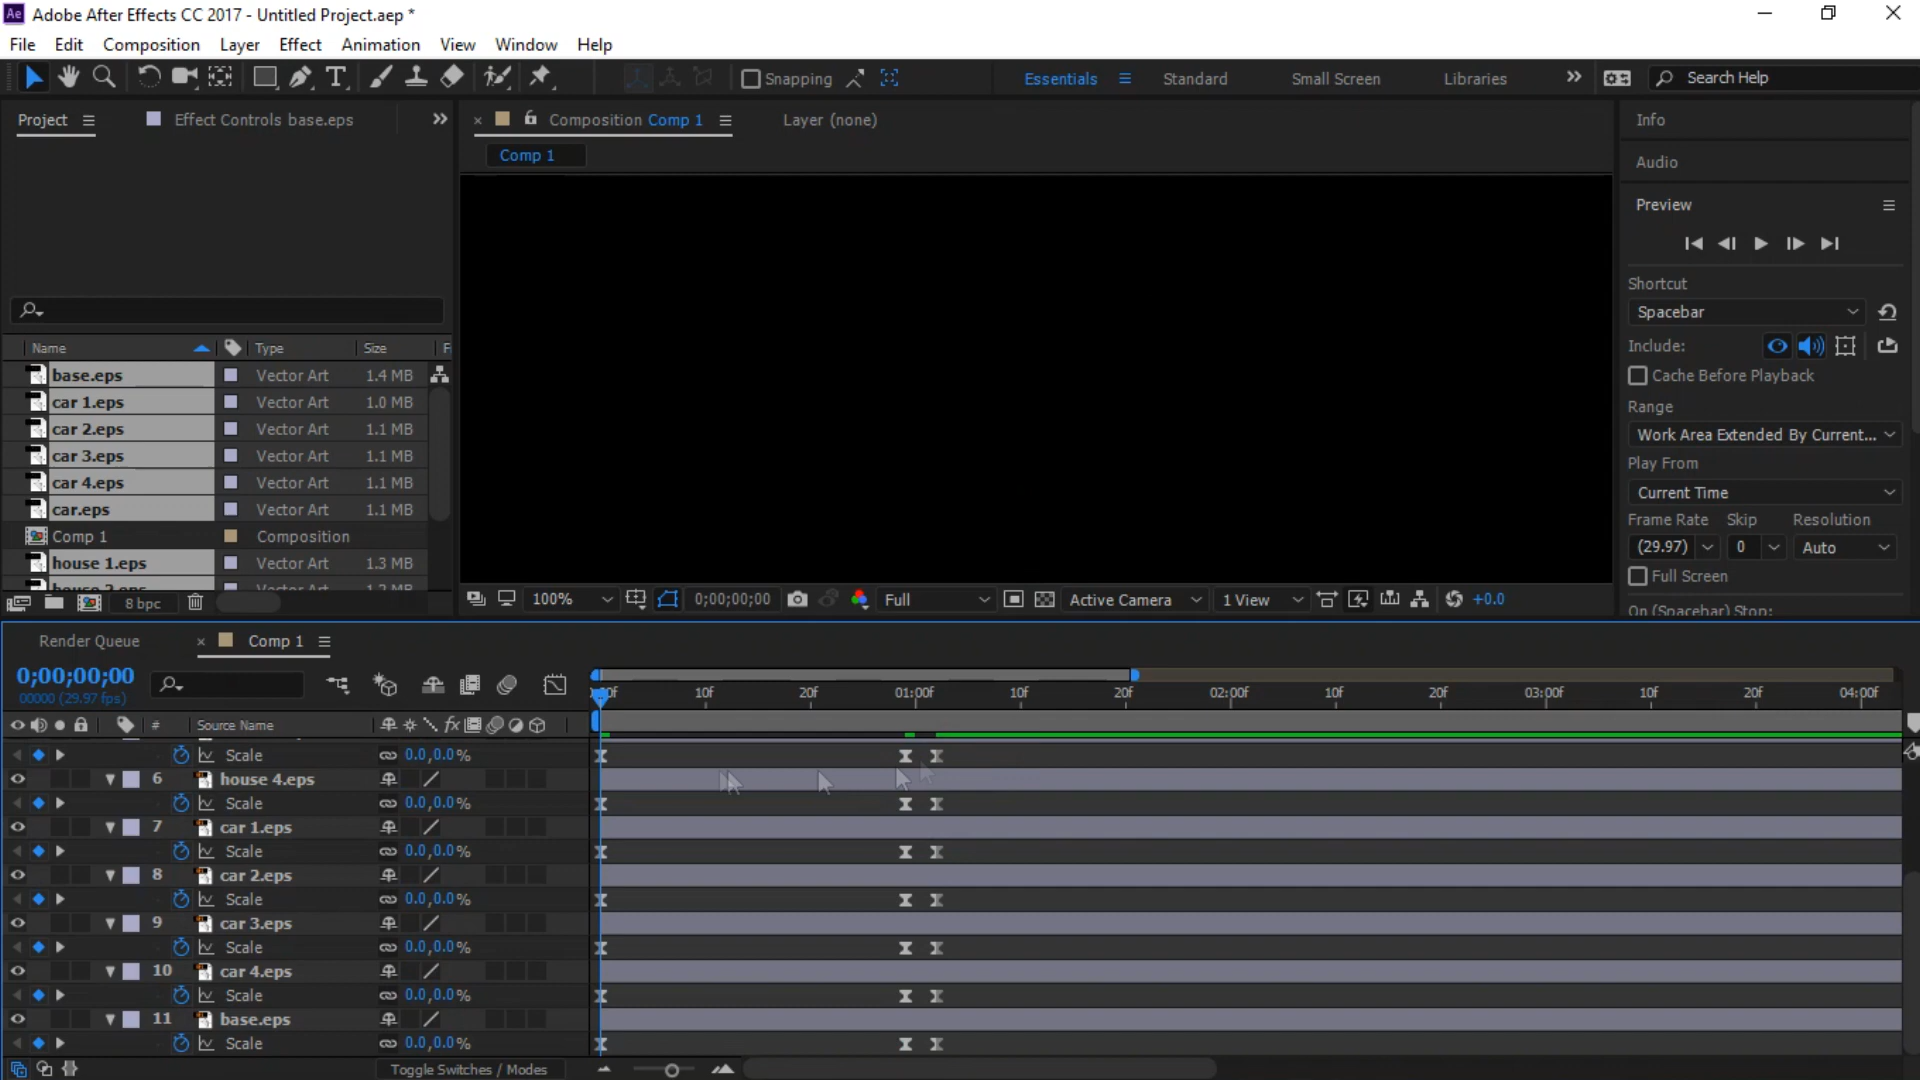 Ae Adobe After Effects CC 2017 - Untitled Project.aep *
File Edit Composition Layer Effect Animation View Window Help
Snapping Essentials Standard Small Screen Libraries Search Help
Project Effect Controls base.eps Composition Comp 1 Layer (none) Info
Comp 1 Audio
Preview
Shortcut
Spacebar
Include:
Name Type Size F
base.eps Vector Art 1.4 MB Cache Before Playback
car 1.eps Vector Art 1.0 MB Range
car 2.eps Vector Art 1.1 MB Work Area Extended By Current...
car 3.eps Vector Art 1.1 MB Play From
car 4.eps Vector Art 1.1 MB Current Time
car.eps Vector Art 1.1 MB Frame Rate Skip Resolution
Comp 1 Composition (29.97) 0 Auto
house 1.eps Vector Art 1.3 MB Full Screen
8 bpc 100% 0;00;00;00 Full Active Camera 1 View +0.0 On (Spacebar) Stop:
Render Queue Comp 1
0;00;00;00
00000 (29.97 fps) 10f 20f 01:00f 10f 20f 02:00f 10f 20f 03:00f 10f 20f 04:00f
# Source Name fx
Scale 0.0,0.0%
6 house 4.eps
Scale 0.0,0.0%
7 car 1.eps
Scale 0.0,0.0%
8 car 2.eps
Scale 0.0,0.0%
9 car 3.eps
Scale 0.0,0.0%
10 car 4.eps
Scale 0.0,0.0%
11 base.eps
Scale 0.0,0.0%
Toggle Switches / Modes